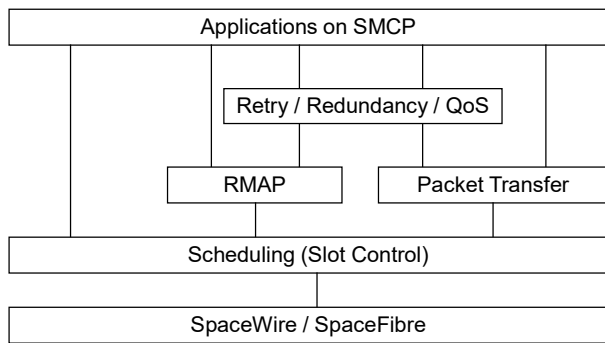 Applications on SMCP
Retry / Redundancy / QoS
RMAP
Packet Transfer
Scheduling (Slot Control)
SpaceWire / SpaceFibre